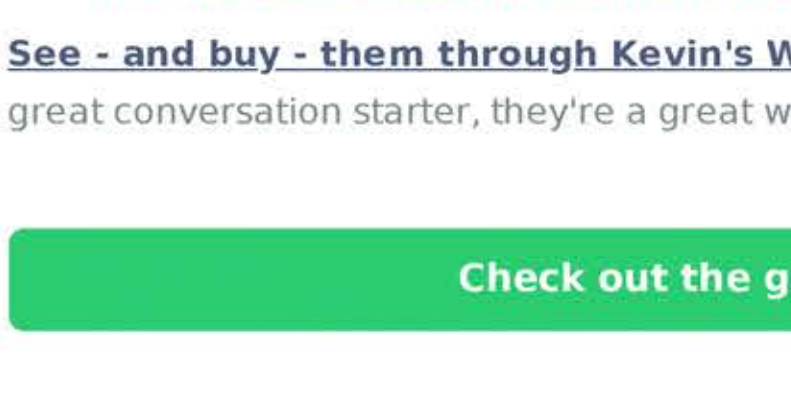 See - and buy - them through Kevin's
great conversation starter, they're a great
Check out the